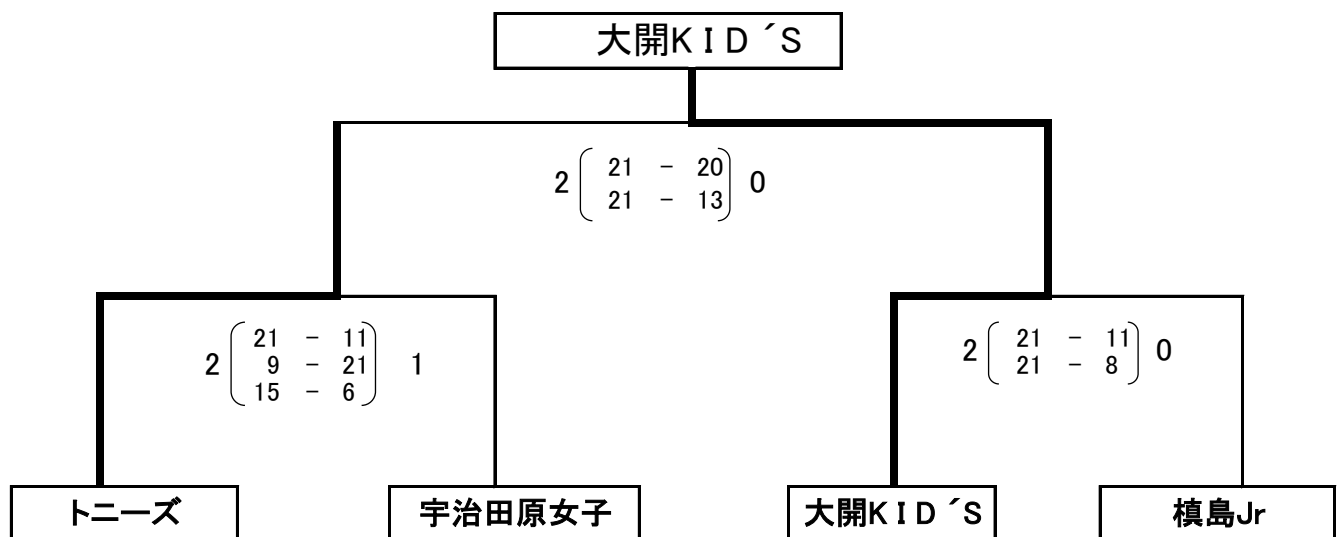 大開KID´S
2 21 - 20 0
21 - 13
2 21 - 11 1
9 - 21
15 - 6
2 21 - 11 0
21 - 8
トニーズ
宇治田原女子
大開KID´S
槙島Jr